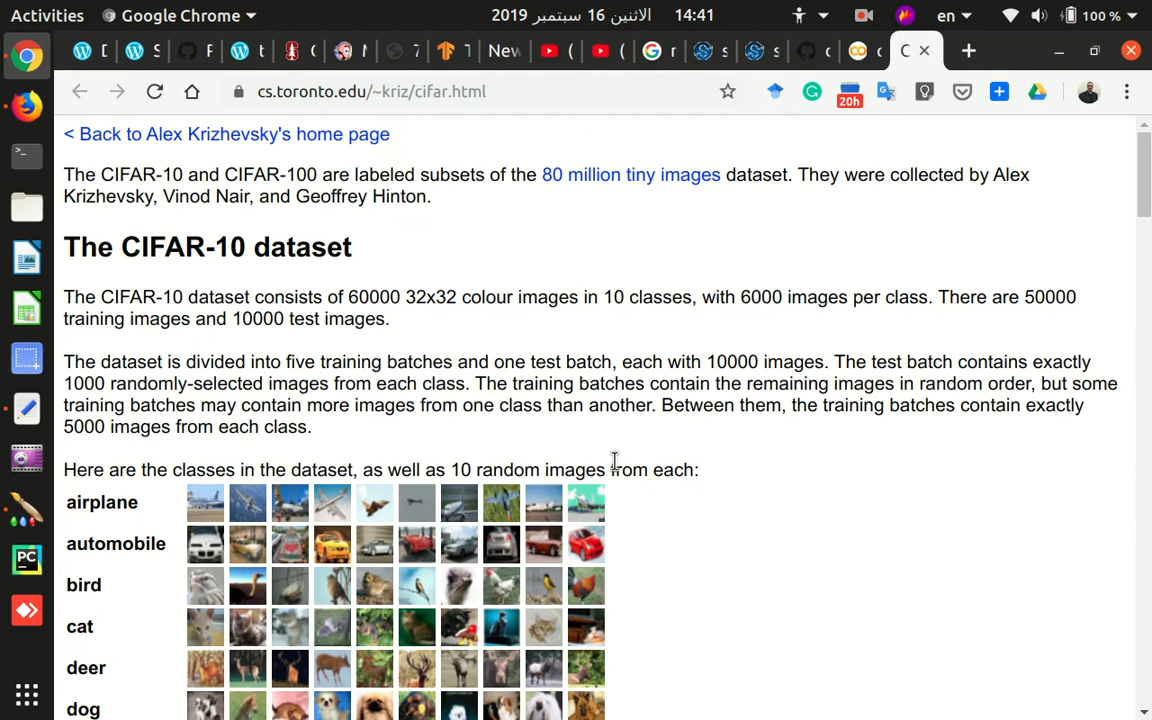 Activities Google Chrome 2019 الاثنين 16 سبتمبر 14:41 en 100 %
D S F t ( 7 T New ( ( r s s c c C
cs.toronto.edu/~kriz/cifar.html 20h
< Back to Alex Krizhevsky's home page
The CIFAR-10 and CIFAR-100 are labeled subsets of the 80 million tiny images dataset. They were collected by Alex
Krizhevsky, Vinod Nair, and Geoffrey Hinton.
The CIFAR-10 dataset
The CIFAR-10 dataset consists of 60000 32x32 colour images in 10 classes, with 6000 images per class. There are 50000
training images and 10000 test images.
The dataset is divided into five training batches and one test batch, each with 10000 images. The test batch contains exactly
1000 randomly-selected images from each class. The training batches contain the remaining images in random order, but some
training batches may contain more images from one class than another. Between them, the training batches contain exactly
5000 images from each class.
Here are the classes in the dataset, as well as 10 random images from each:
airplane
automobile
bird
cat
deer
dog
PC